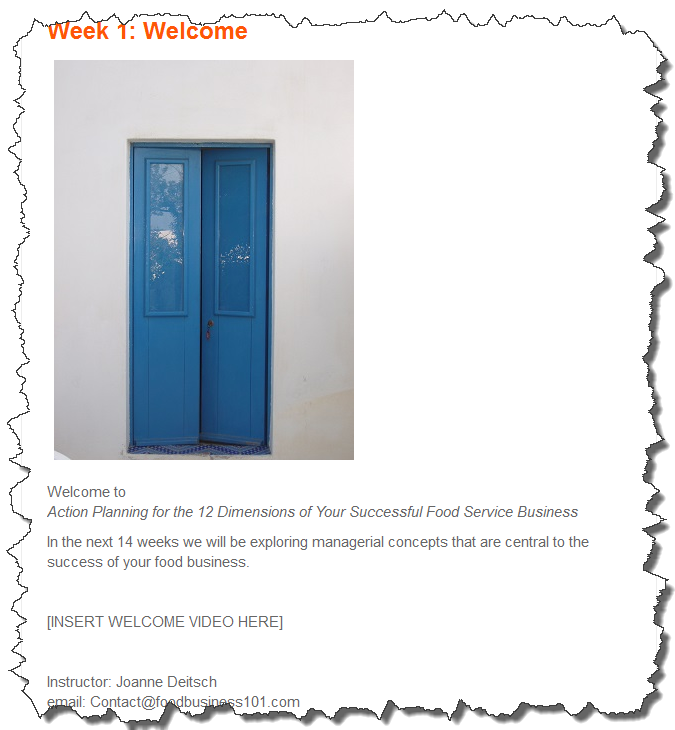 Week 1: Welcome
Welcome to
Action Planning for the 12 Dimensions of Your Successful Food Service Business
In the next 14 weeks we will be exploring managerial concepts that are central to the
success of your food business.
[INSERT WELCOME VIDEO HERE]
Instructor: Joanne Deitsch
email: Contact@foodbusiness101.com